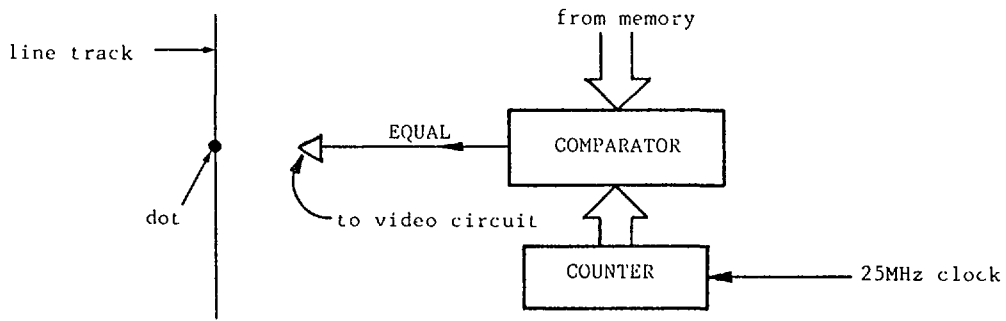 from memory
line track
EQUAL
COMPARATOR
dot
to video circuit
COUNTER
25MHz clock